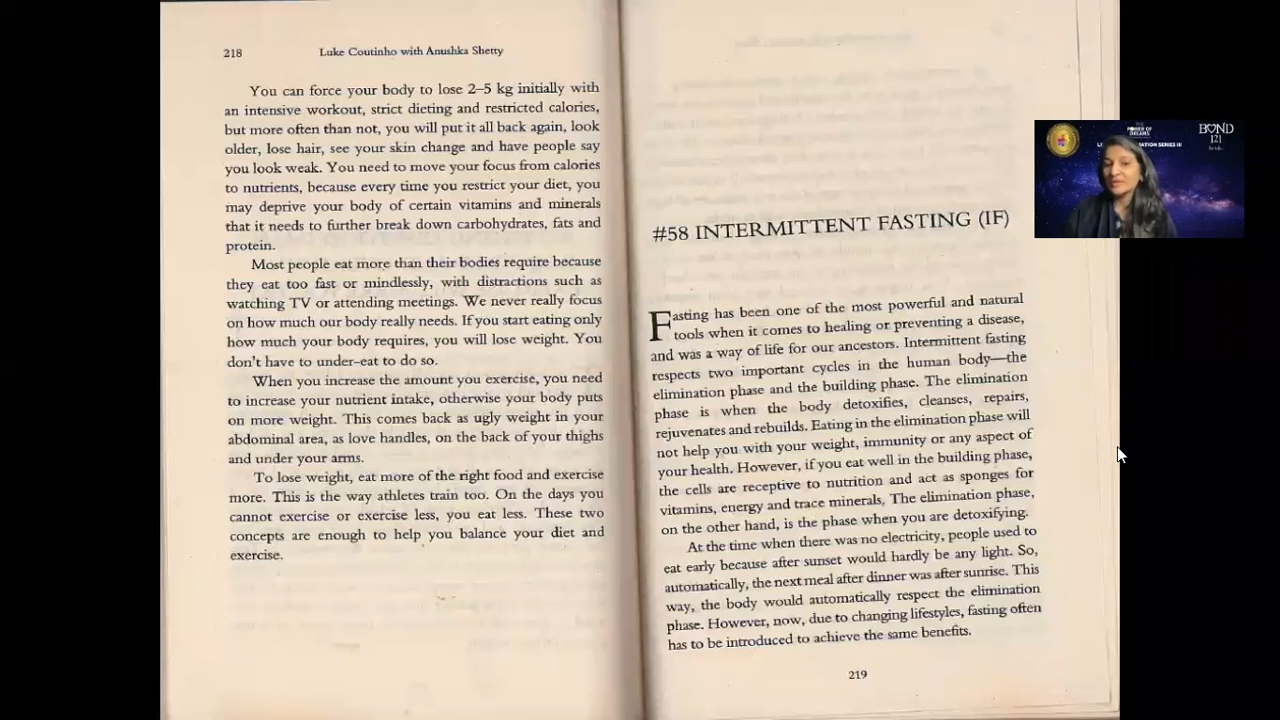 218
Luke Coutinho with Anushka Shetty
You can force your body to lose 2–5 kg initially with
an intensive workout, strict dieting and restricted calories,
but more often than not, you will put it all back again, look
older, lose hair, see your skin change and have people say
you look weak. You need to move your focus from calories
to nutrients, because every time you restrict your diet, you
may deprive your body of certain vitamins and minerals
that it needs to further break down carbohydrates, fats and
protein.
Most people eat more than their bodies require because
they eat too fast or mindlessly, with distractions such as
watching TV or attending meetings. We never really focus
on how much our body really needs. If you start eating only
how much your body requires, you will lose weight. You
don't have to under-eat to do so.
When you increase the amount you exercise, you need
to increase your nutrient intake, otherwise your body puts
on more weight. This comes back as ugly weight in your
abdominal area, as love handles, on the back of your thighs
and under your arms.
To lose weight, eat more of the right food and exercise
more. This is the way athletes train too. On the days you
cannot exercise or exercise less, you eat less. These two
concepts are enough to help you balance your diet and
exercise.
#58 INTERMITTENT FASTING (IF)
Fasting has been one of the most powerful and natural
tools when it comes to healing or preventing a disease,
and was a way of life for our ancestors. Intermittent fasting
respects two important cycles in the human body—the
elimination phase and the building phase. The elimination
phase is when the body detoxifies, cleanses, repairs,
rejuvenates and rebuilds. Eating in the elimination phase will
not help you with your weight, immunity or any aspect of
your health. However, if you eat well in the building phase,
the cells are receptive to nutrition and act as sponges for
vitamins, energy and trace minerals. The elimination phase,
on the other hand, is the phase when you are detoxifying.
At the time when there was no electricity, people used to
eat early because after sunset would hardly be any light. So,
automatically, the next meal after dinner was after sunrise. This
way, the body would automatically respect the elimination
phase. However, now, due to changing lifestyles, fasting often
has to be introduced to achieve the same benefits.
219
THE
POWER OF
DREAMS
SERIES III
BOND
121